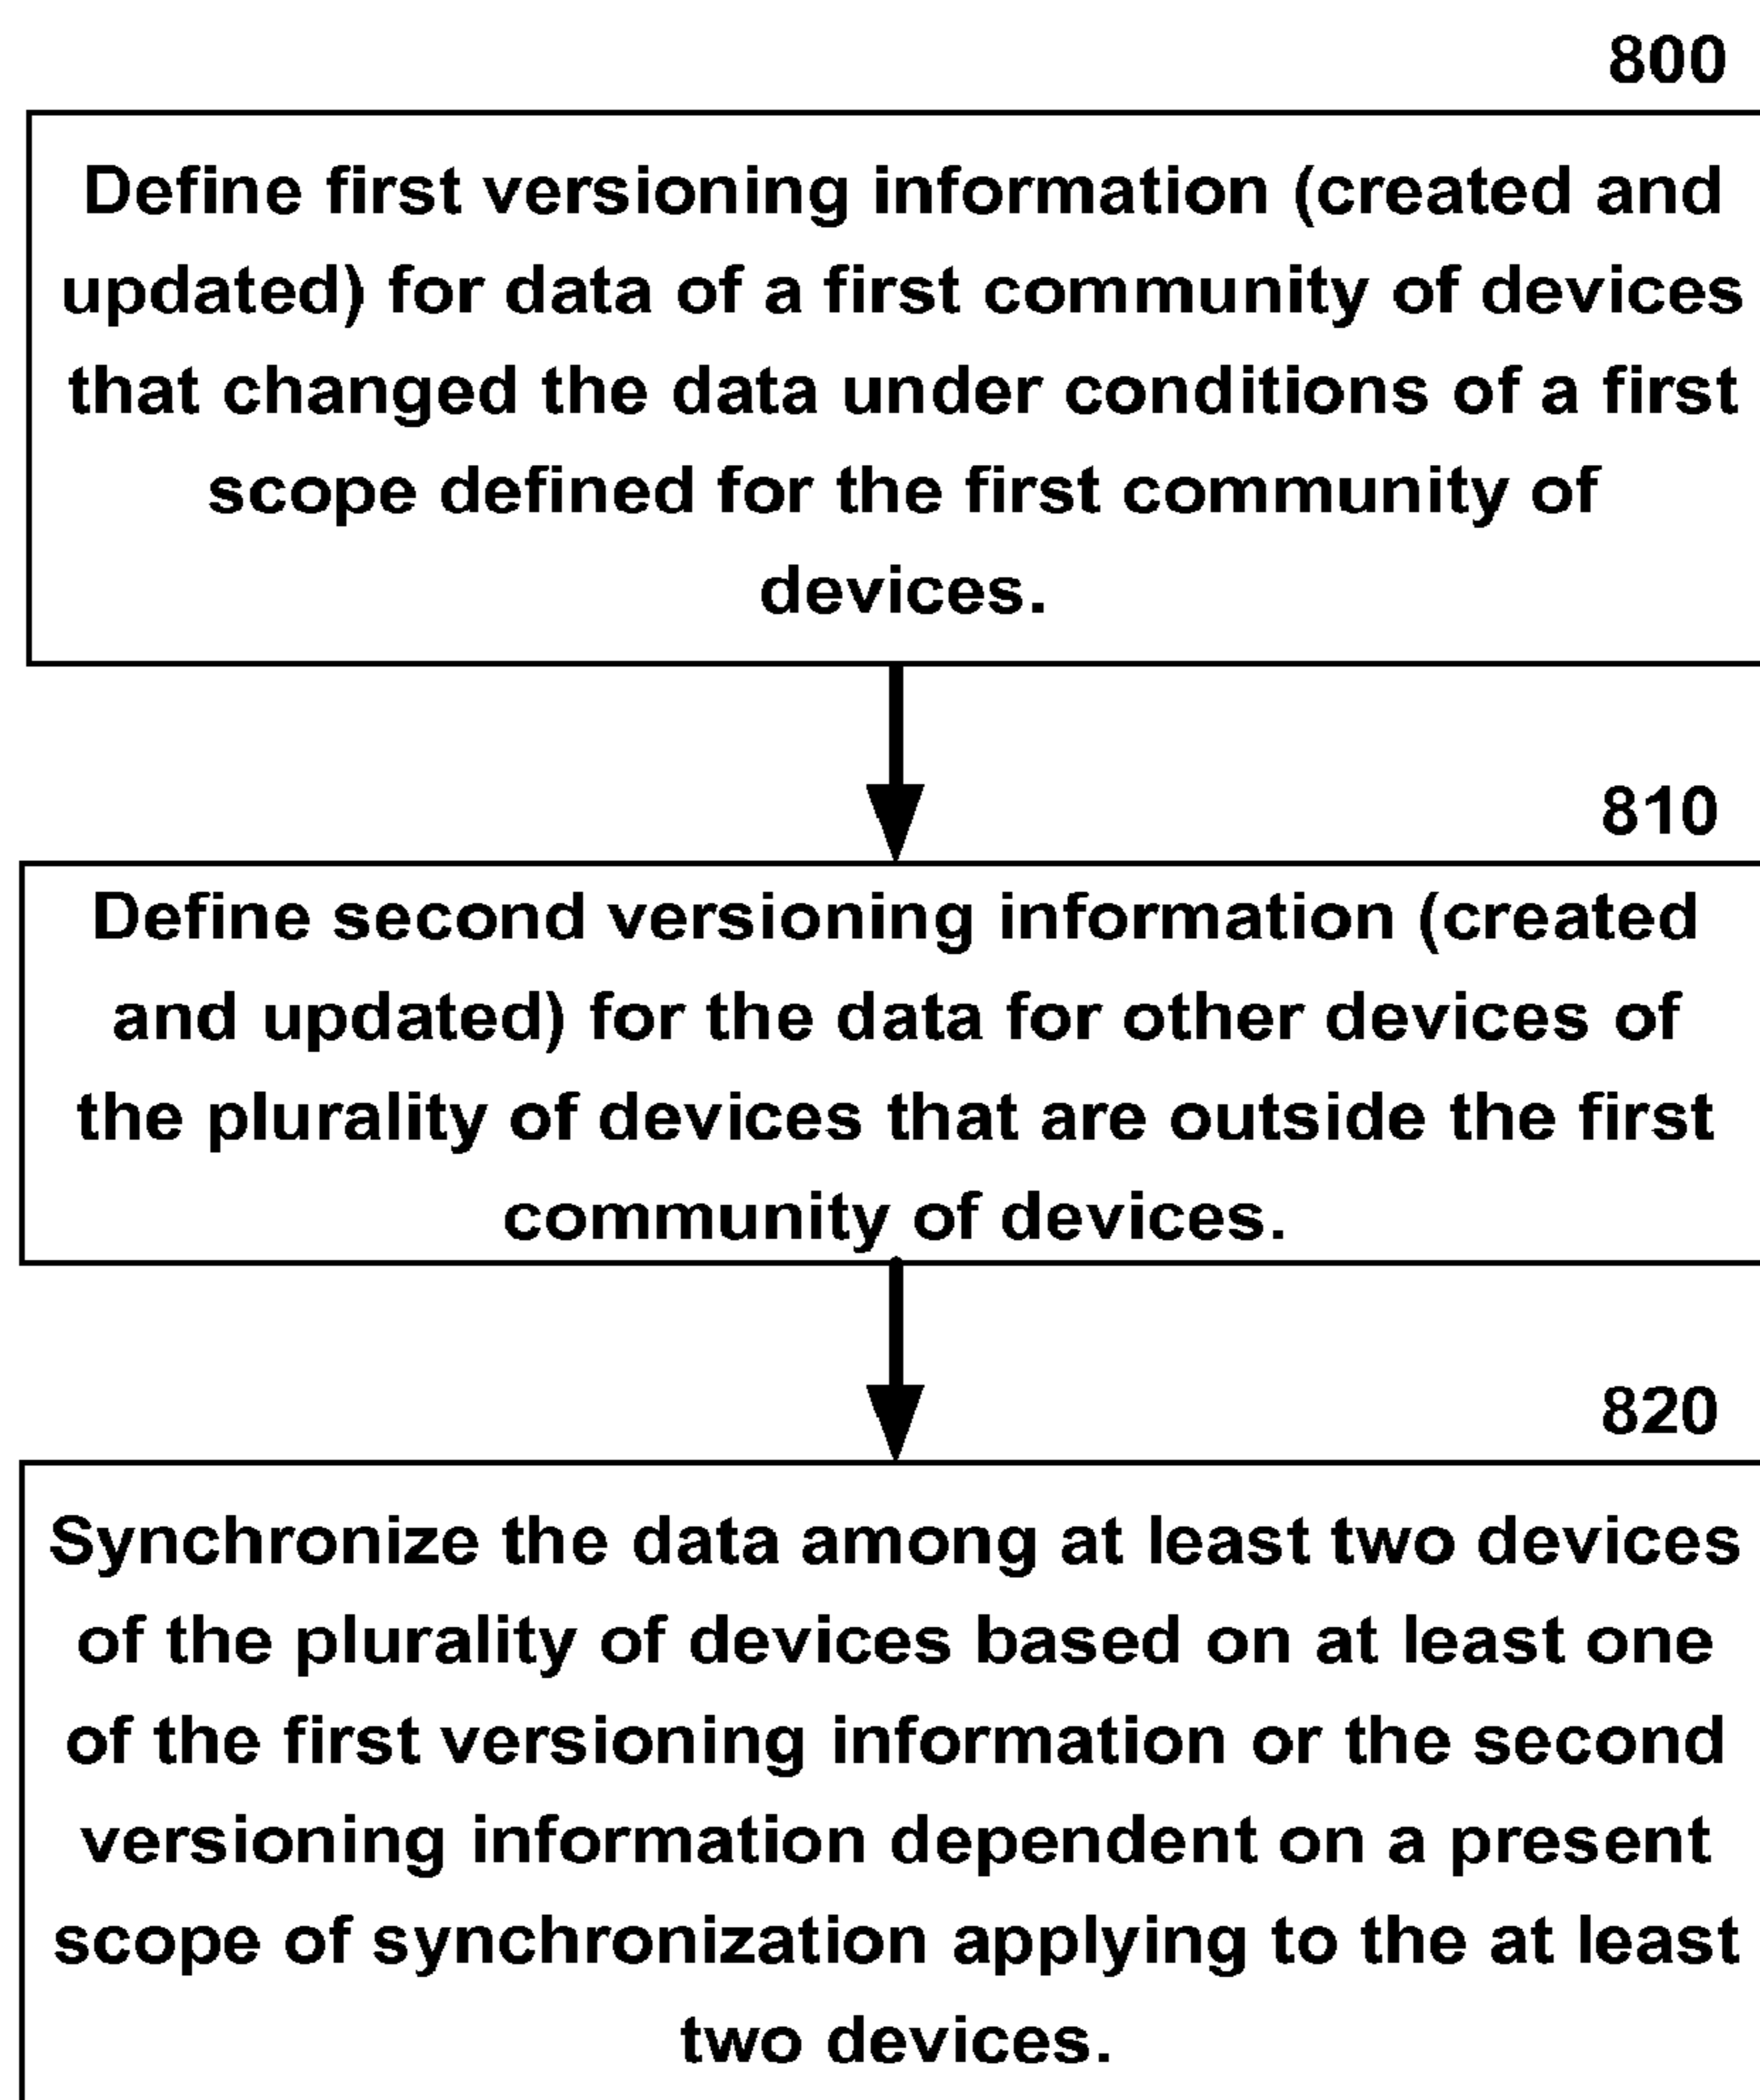 800
Define first versioning information (created and
updated) for data of a first community of devices
that changed the data under conditions of a first
scope defined for the first community of
devices.
810
Define second versioning information (created
and updated) for the data for other devices of
the plurality of devices that are outside the first
community of devices.
820
Synchronize the data among at least two devices
of the plurality of devices based on at least one
of the first versioning information or the second
versioning information dependent on a present
scope of synchronization applying to the at least
two devices.